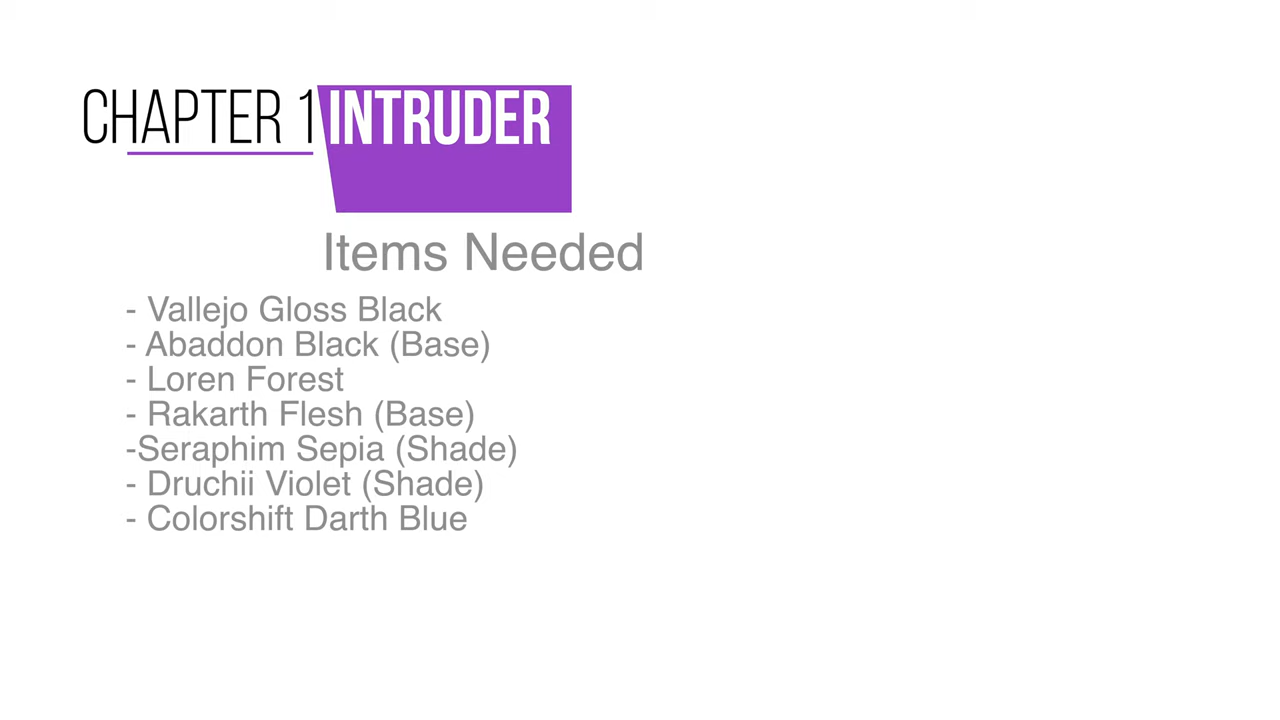 CHAPTER 1 INTRUDER
Items Needed
- Vallejo Gloss Black
- Abaddon Black (Base)
- Loren Forest
- Rakarth Flesh (Base)
-Seraphim Sepia (Shade)
- Druchii Violet (Shade)
- Colorshift Darth Blue